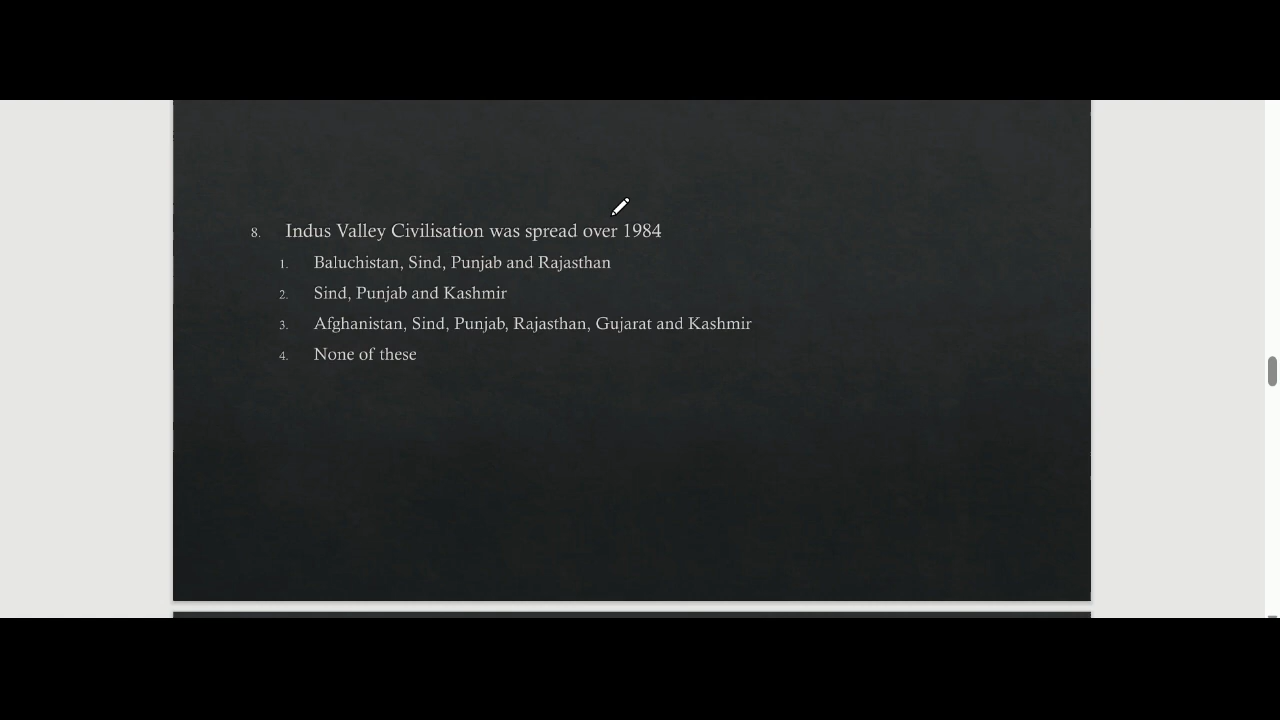 8. Indus Valley Civilisation was spread over 1984
1. Baluchistan, Sind, Punjab and Rajasthan
2. Sind, Punjab and Kashmir
3. Afghanistan, Sind, Punjab, Rajasthan, Gujarat and Kashmir
4. None of these